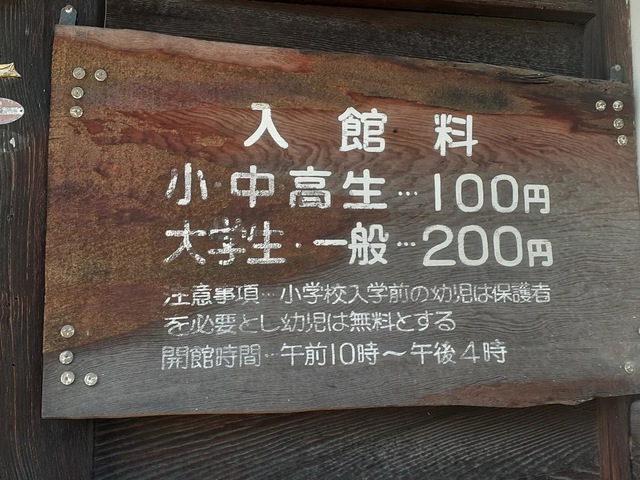 入館料
小・中高生…100円
大学生・一般…200円
注意事項…小学校入学前の幼児は保護者
を必要とし幼児は無料とする
開館時間…午前10時～午後4時